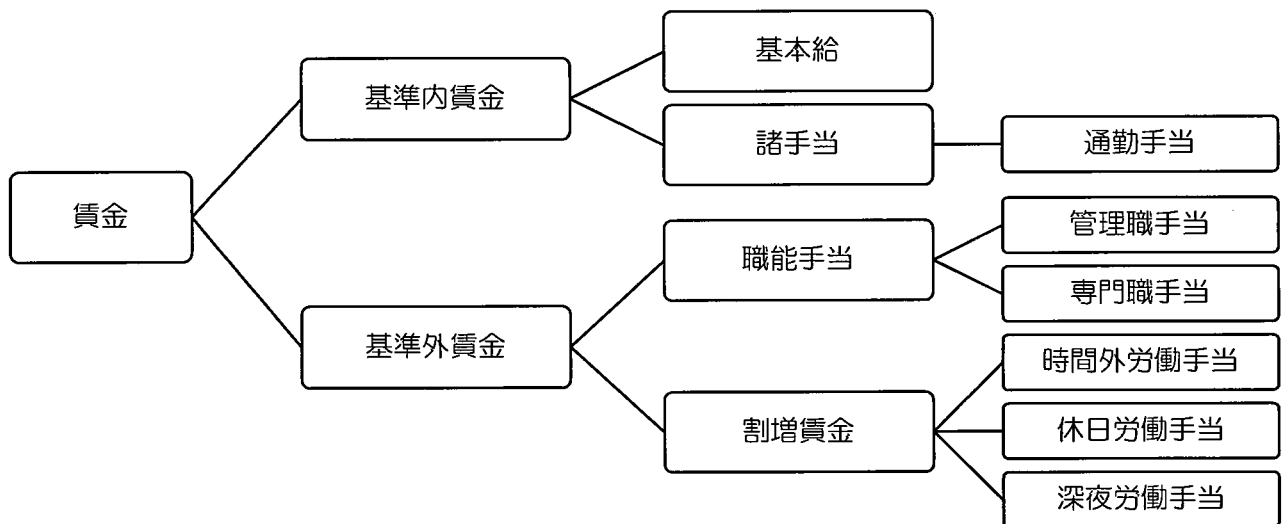 賃金
基準内賃金
基本給
諸手当
通勤手当
基準外賃金
職能手当
管理職手当
専門職手当
割増賃金
時間外労働手当
休日労働手当
深夜労働手当